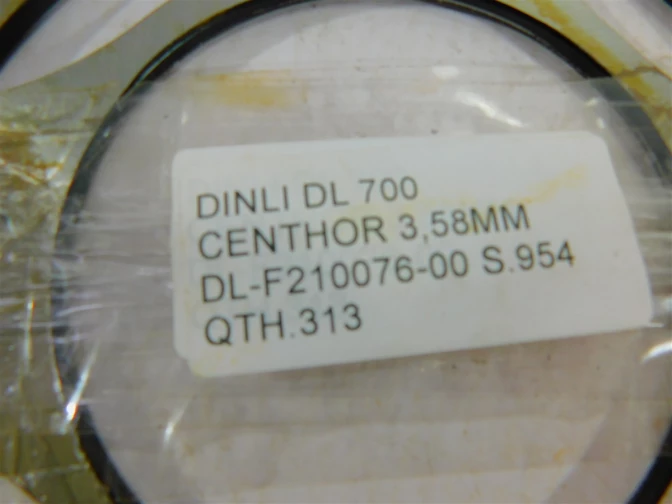 DINLI DL 700
CENTHOR 3,58MM
DL-F210076-00 S.954
QTH.313